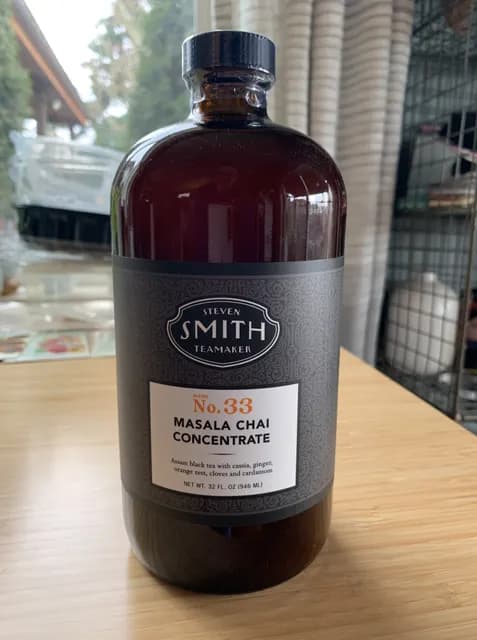 STEVEN
SMITH
TEAMAKER
BLEND
No. 33
MASALA CHAI
CONCENTRATE
Assam black tea with cassia, ginger,
orange zest, cloves and cardamom
NET WT. 32 FL. OZ (946 ML)